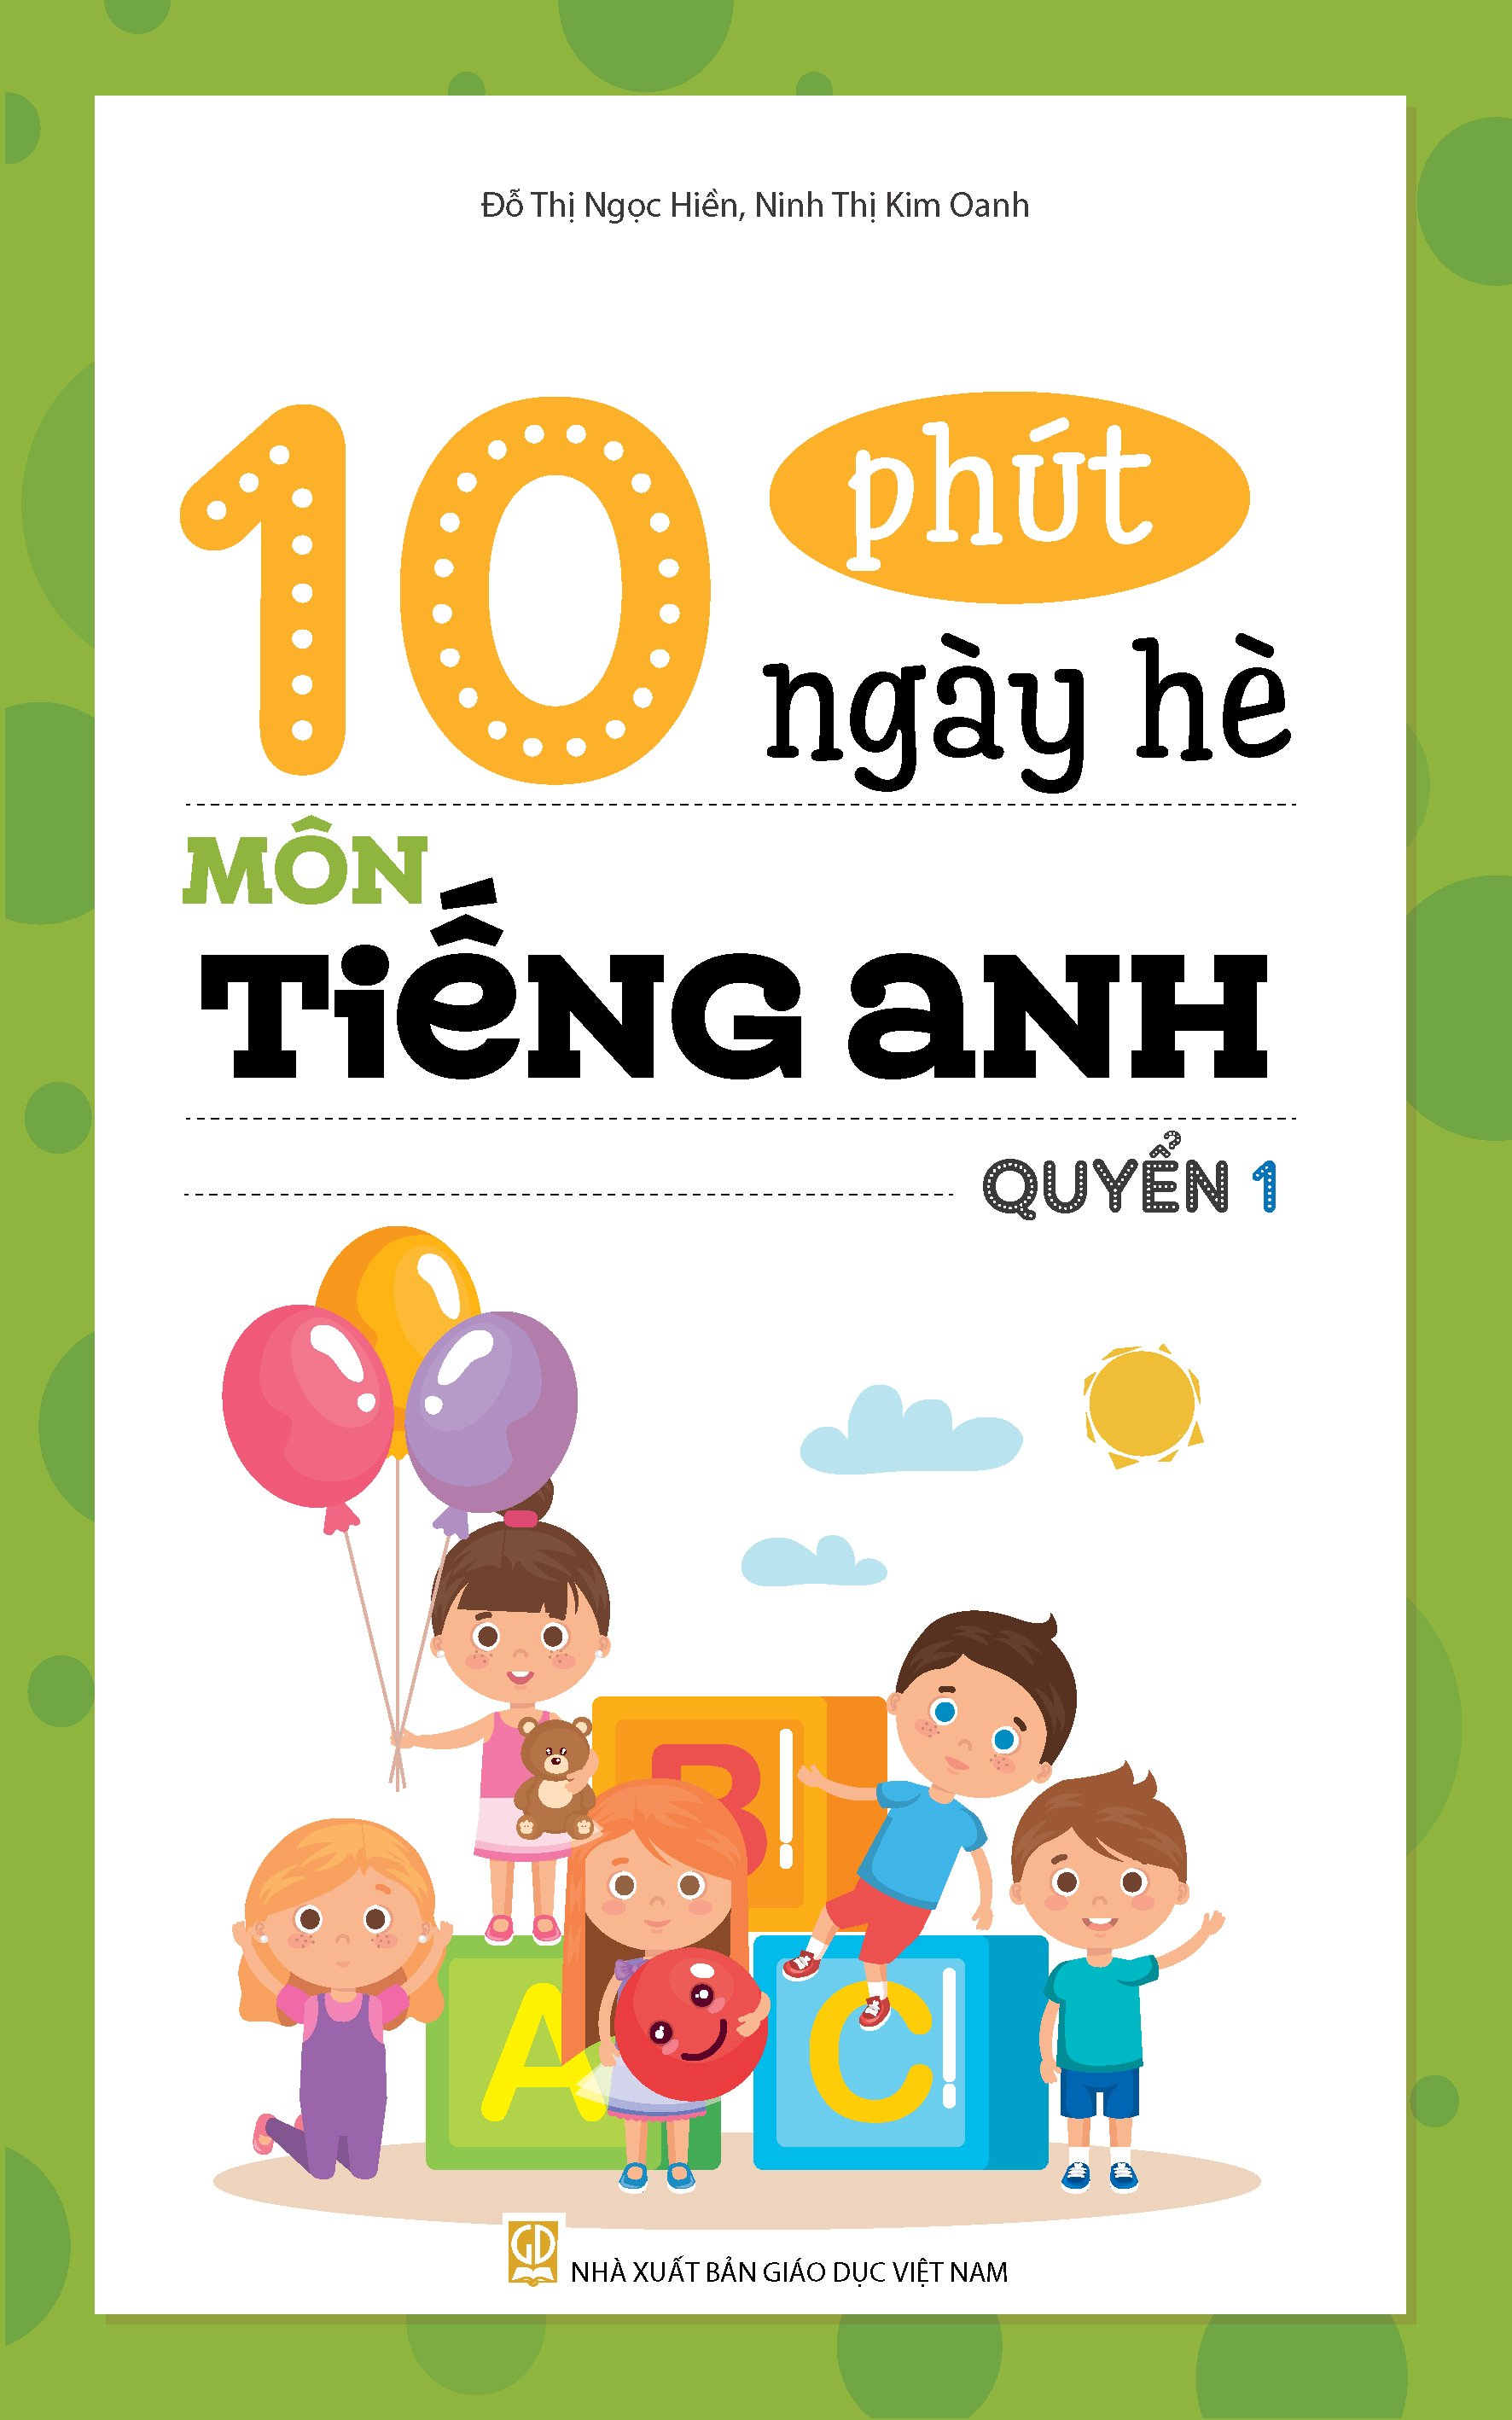 Đỗ Thị Ngọc Hiền, Ninh Thị Kim Oanh
10 phút
ngày hè
MÔN
TiếNG aNH
QUYỂN 1
B
A
C
GD
NHÀ XUẤT BẢN GIÁO DỤC VIỆT NAM